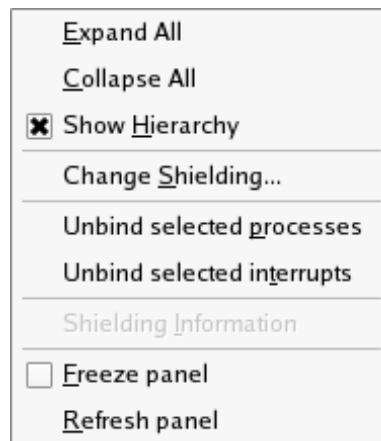 Expand All
Collapse All
Show Hierarchy
Change Shielding...
Unbind selected processes
Unbind selected interrupts
Shielding Information
Freeze panel
Refresh panel